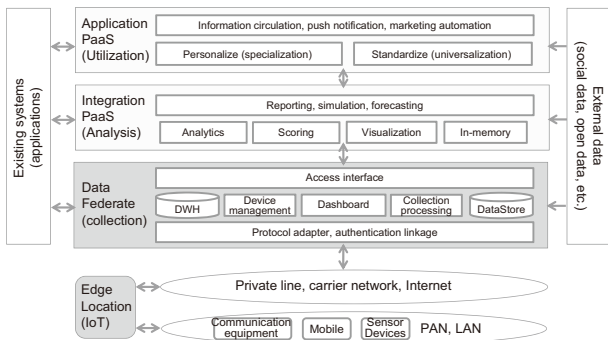 Existing systems
(applications)
Application
PaaS
(Utilization)
Information circulation, push notification, marketing automation
Personalize (specialization)
Standardize (universalization)
Integration
PaaS
(Analysis)
Reporting, simulation, forecasting
Analytics
Scoring
Visualization
In-memory
Data
Federate
(collection)
Access interface
DWH
Device
management
Dashboard
Collection
processing
DataStore
Protocol adapter, authentication linkage
External data
(social data, open data, etc.)
Edge
Location
(IoT)
Private line, carrier network, Internet
Communication
equipment
Mobile
Sensor
Devices
PAN, LAN